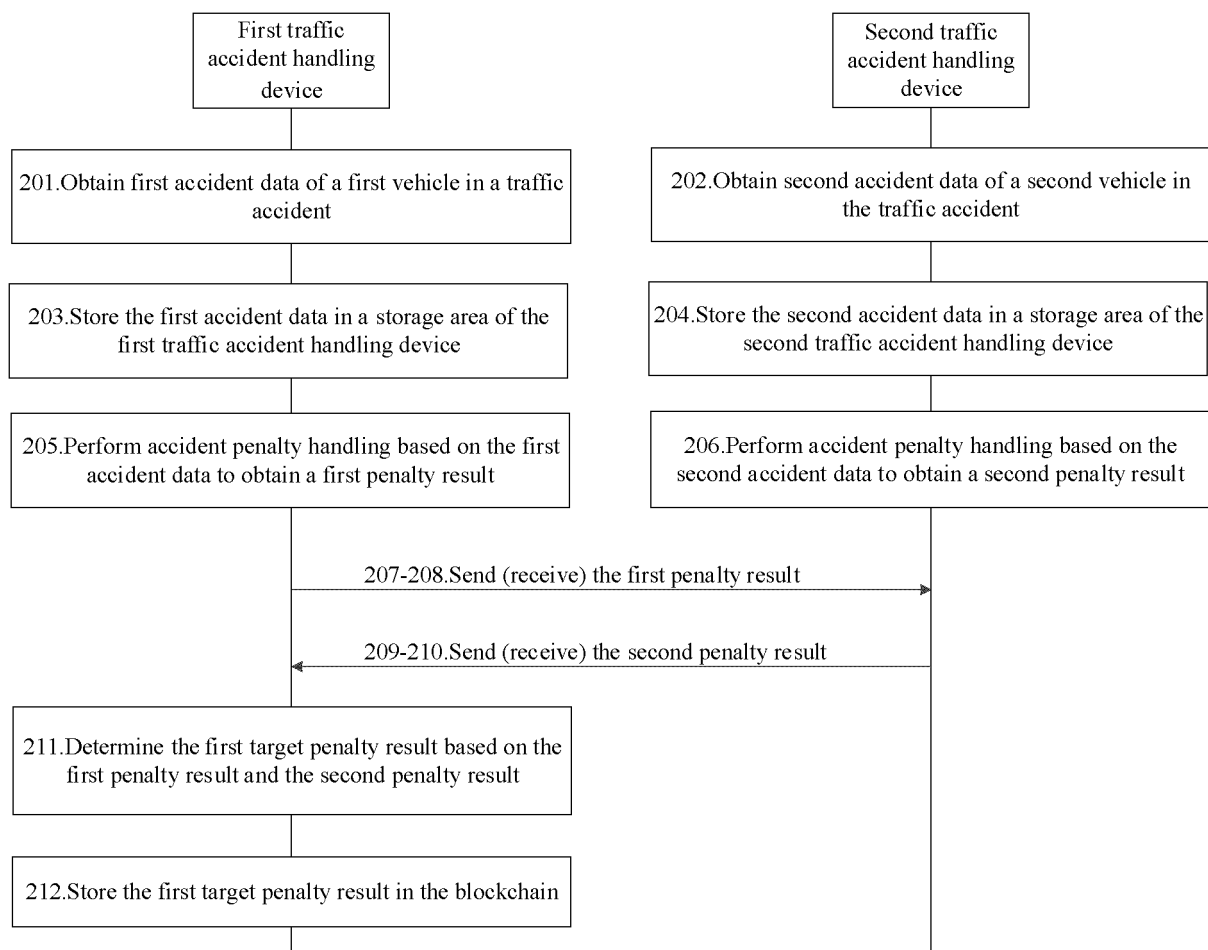 First traffic
accident handling
device
Second traffic
accident handling
device
201.Obtain first accident data of a first vehicle in a traffic
accident
202.Obtain second accident data of a second vehicle in
the traffic accident
203.Store the first accident data in a storage area of the
first traffic accident handling device
204.Store the second accident data in a storage area of the
second traffic accident handling device
205.Perform accident penalty handling based on the first
accident data to obtain a first penalty result
206.Perform accident penalty handling based on the
second accident data to obtain a second penalty result
207-208.Send (receive) the first penalty result
209-210.Send (receive) the second penalty result
211.Determine the first target penalty result based on the
first penalty result and the second penalty result
212.Store the first target penalty result in the blockchain